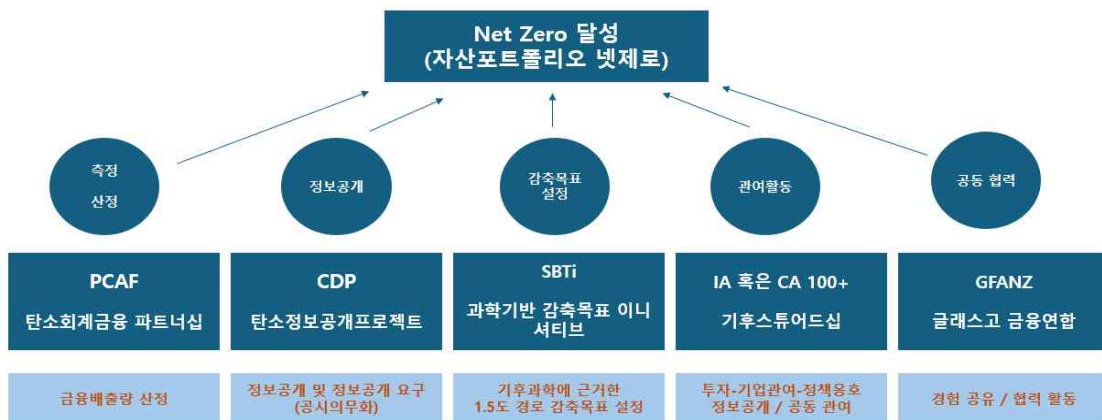 Net Zero 달성
(자산포트폴리오 넷제로)
측정
산정
정보공개
감축목표
설정
관여활동
공동 협력
PCAF
탄소회계금융 파트너십
CDP
탄소정보공개프로젝트
SBTi
과학기반 감축목표 이니
셔티브
IA 혹은 CA 100+
기후스튜어드십
GFANZ
글래스고 금융연합
금융배출량 산정
정보공개 및 정보공개 요구
(공시의무화)
기후과학에 근거한
1.5도 경로 감축목표 설정
투자-기업관여-정책옹호
정보공개 / 공동 관여
경험 공유 / 협력 활동